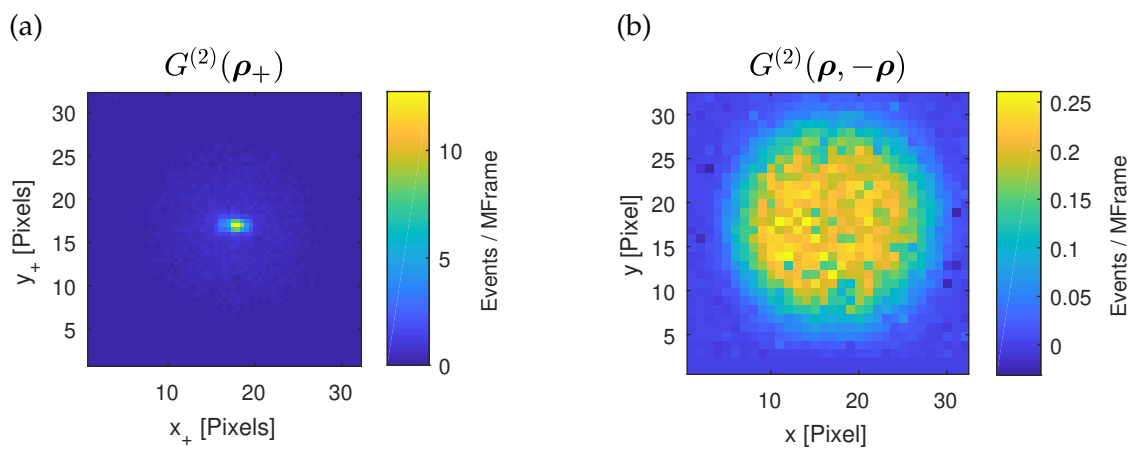 (a)
G^{(2)}(ρ_+)
30
25
20
15
10
5
y_+ [Pixels]
10 20 30
x_+ [Pixels]
10
5
0
Events / MFrame
(b)
G^{(2)}(ρ, −ρ)
30
25
20
15
10
5
y [Pixel]
10 20 30
x [Pixel]
0.25
0.2
0.15
0.1
0.05
0
Events / MFrame